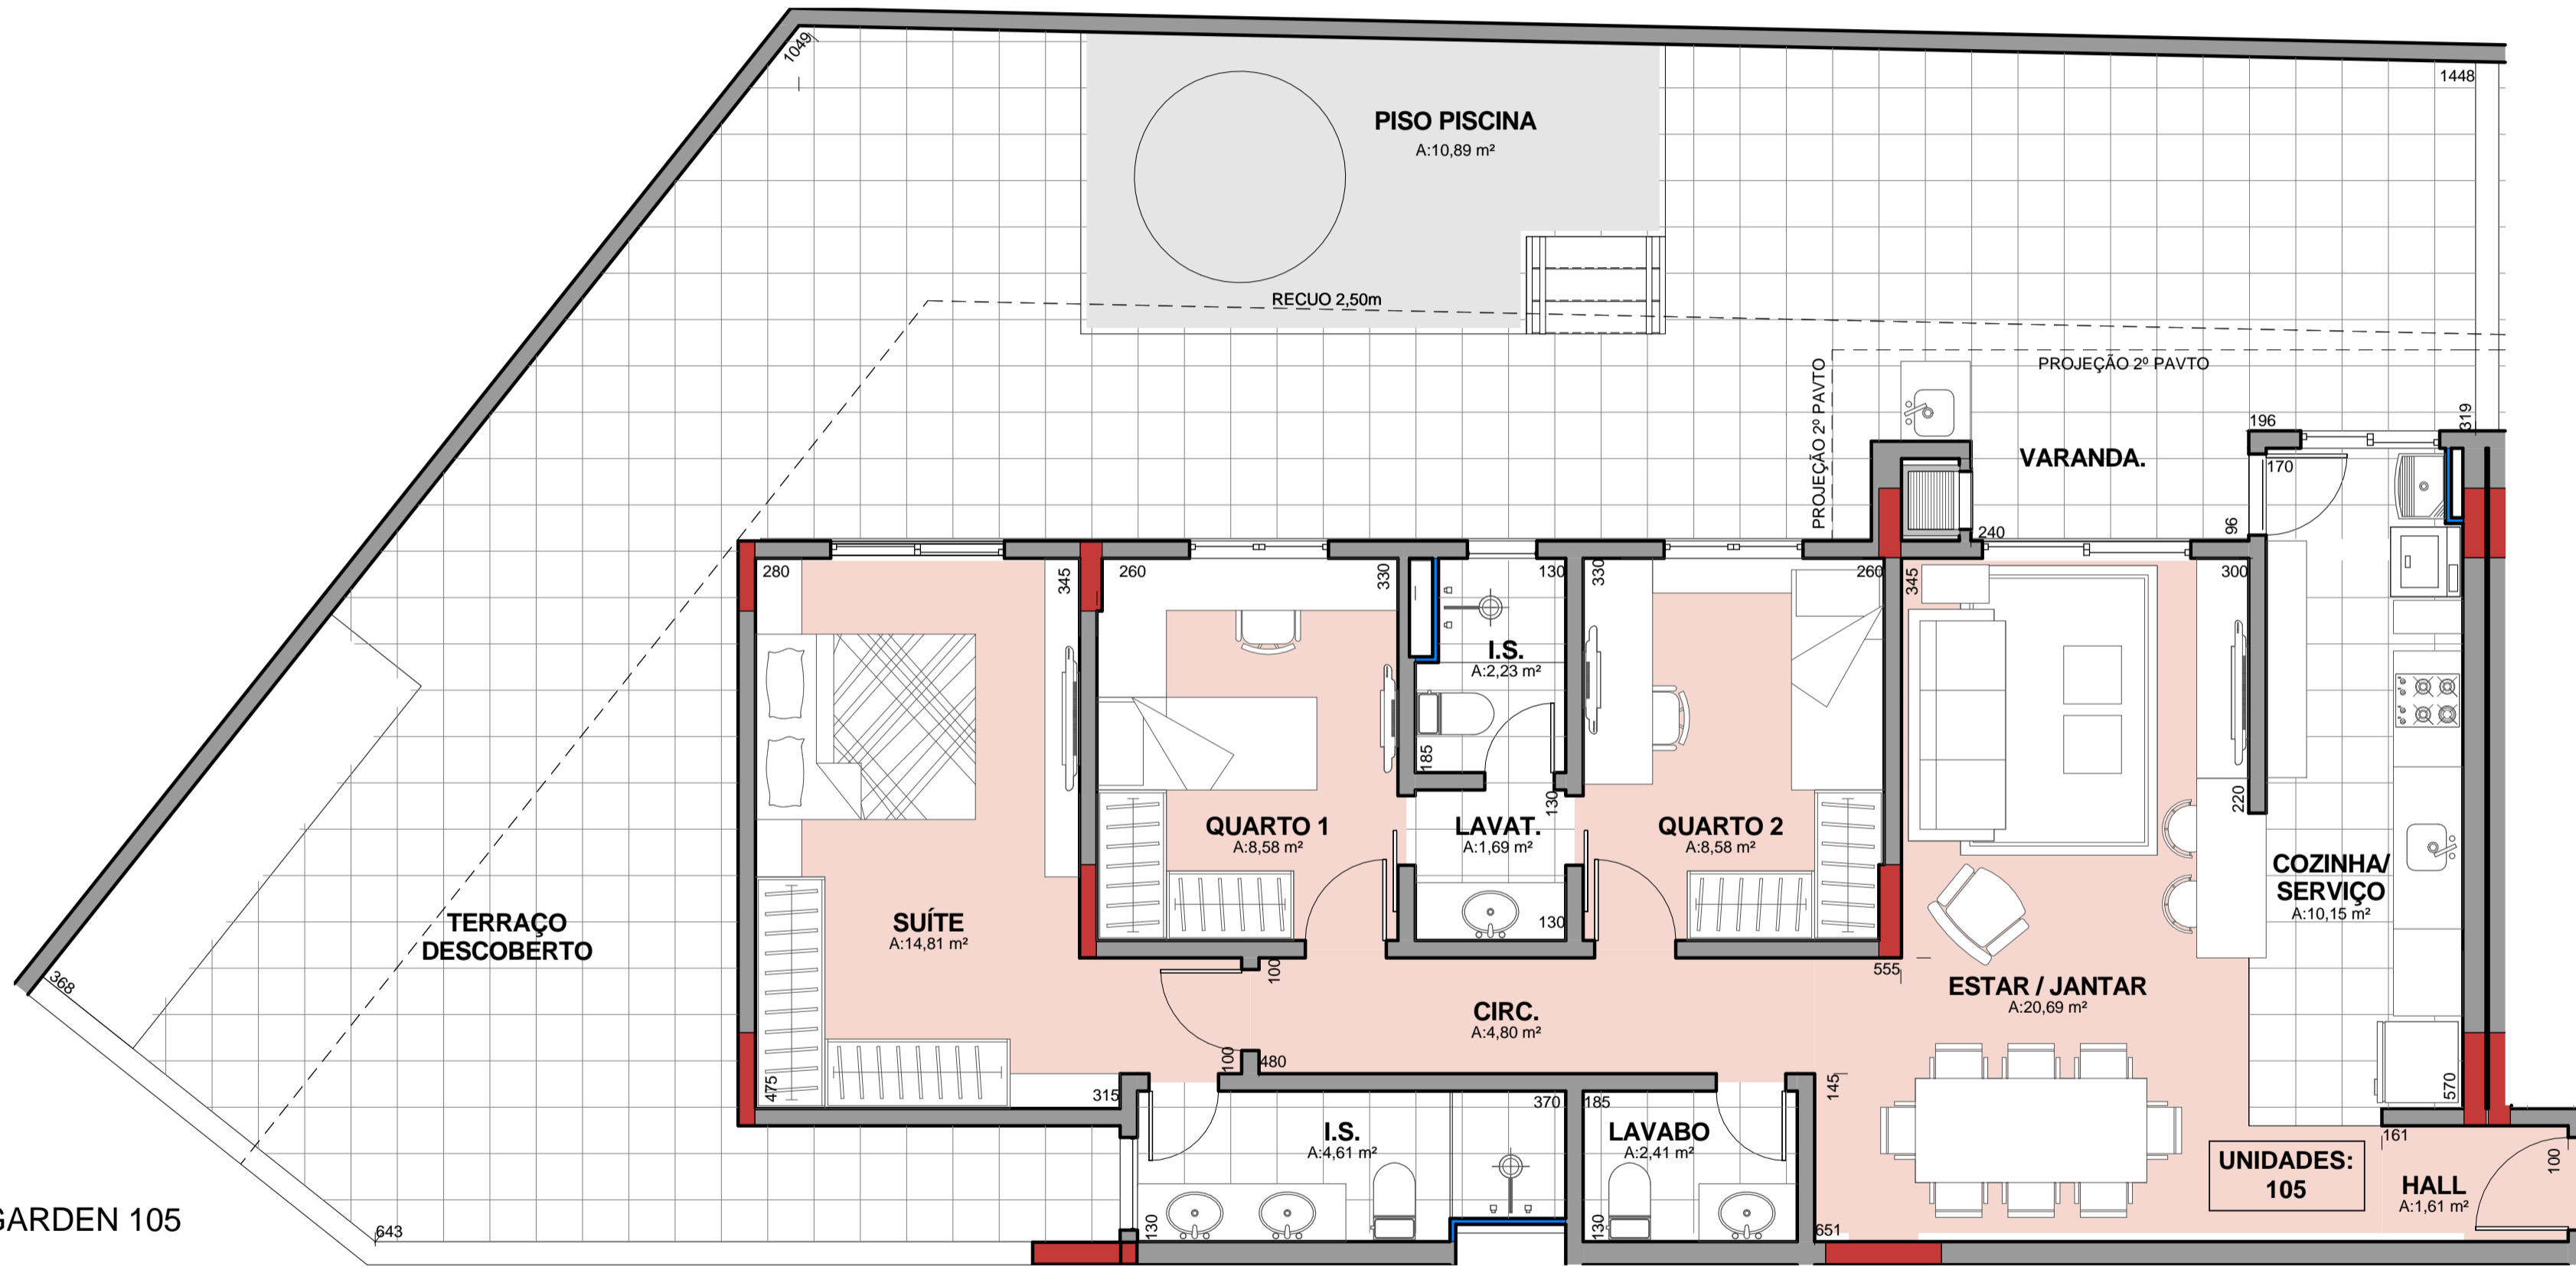 1049
1448
PISO PISCINA
A:10,89 m²
RECUO 2,50m
PROJEÇÃO 2º PAVTO
PROJEÇÃO 2º PAVTO
319
196
VARANDA.
170
96
240
280
345
260
330
130
330
260
345
300
I.S.
A:2,23 m²
185
130
220
QUARTO 1
A:8,58 m²
LAVAT.
A:1,69 m²
QUARTO 2
A:8,58 m²
COZINHA/
SERVIÇO
A:10,15 m²
TERRAÇO
DESCOBERTO
SUÍTE
A:14,81 m²
130
368
100
555
ESTAR / JANTAR
A:20,69 m²
CIRC.
A:4,80 m²
100
480
475
315
370
185
145
570
I.S.
A:4,61 m²
LAVABO
A:2,41 m²
161
UNIDADES:
105
100
HALL
A:1,61 m²
GARDEN 105
643
130
130
651